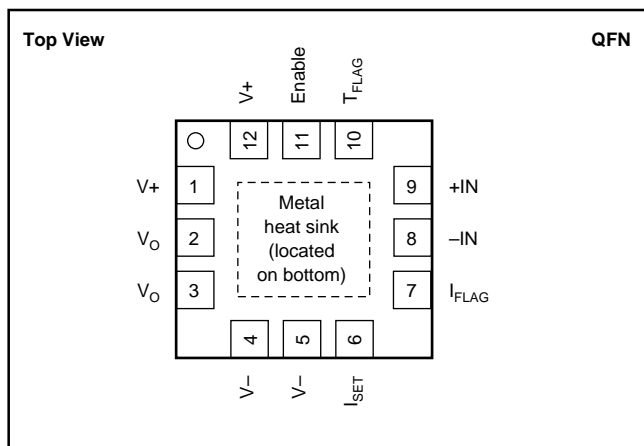 Top View
QFN
V+
Enable
TFLAG
12
11
10
V+
1
9
+IN
VO
2
8
–IN
VO
3
7
IFLAG
Metal
heat sink
(located
on bottom)
4
5
6
V–
V–
ISET